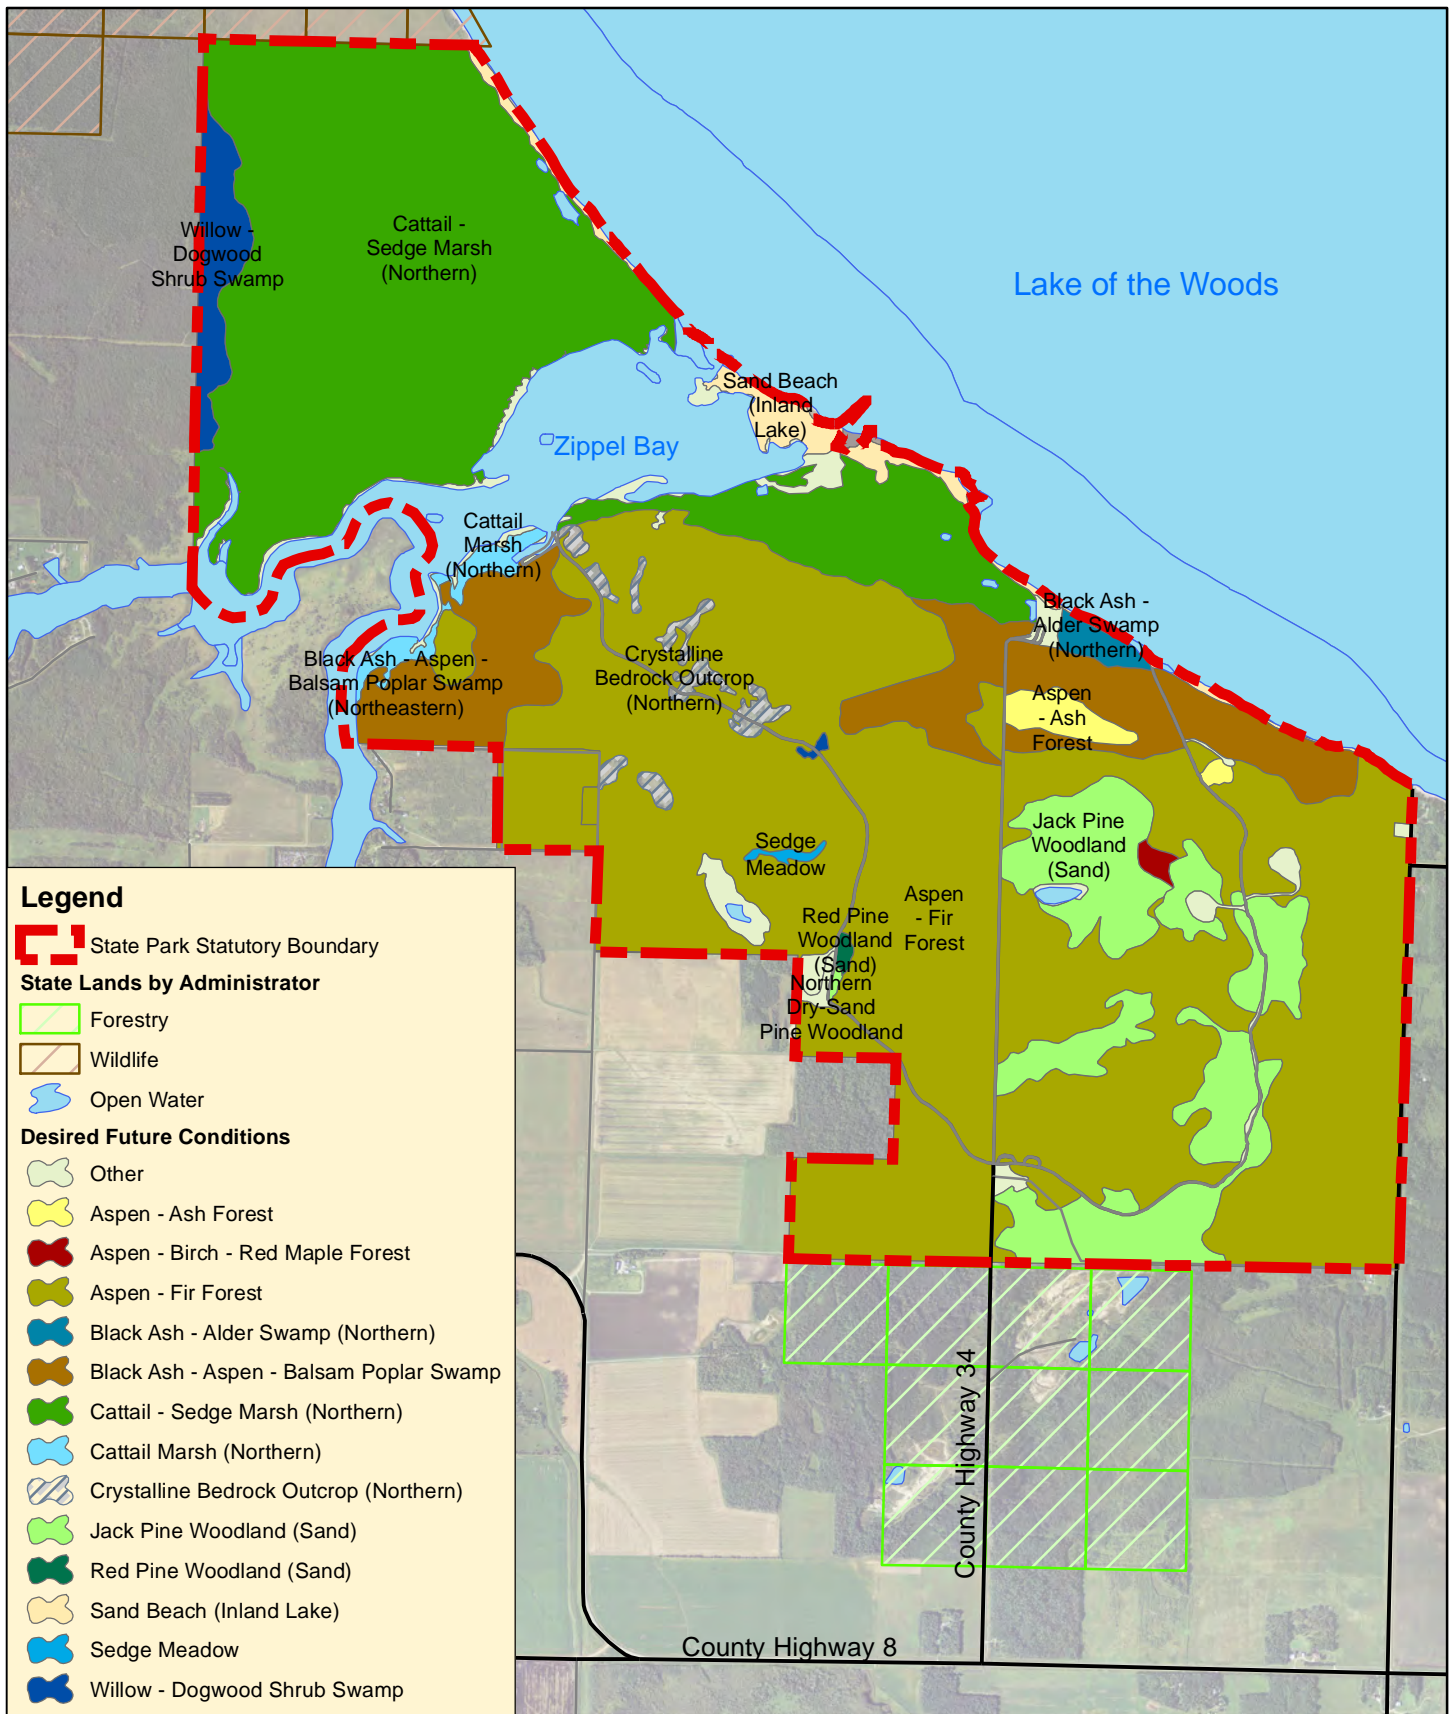 Willow -
Dogwood
Shrub Swamp
Cattail -
Sedge Marsh
(Northern)
Lake of the Woods
Sand Beach
(Inland
Lake)
Zippel Bay
Cattail
Marsh
(Northern)
Black Ash -
Alder Swamp
(Northern)
Black Ash - Aspen -
Balsam Poplar Swamp
(Northeastern)
Crystalline
Bedrock Outcrop
(Northern)
Aspen
- Ash
Forest
Jack Pine
Woodland
(Sand)
Sedge
Meadow
Aspen
- Fir
Forest
Red Pine
Woodland
(Sand)
Northern
Dry-Sand
Pine Woodland
County Highway 34
County Highway 8
Legend
State Park Statutory Boundary
State Lands by Administrator
Forestry
Wildlife
Open Water
Desired Future Conditions
Other
Aspen - Ash Forest
Aspen - Birch - Red Maple Forest
Aspen - Fir Forest
Black Ash - Alder Swamp (Northern)
Black Ash - Aspen - Balsam Poplar Swamp
Cattail - Sedge Marsh (Northern)
Cattail Marsh (Northern)
Crystalline Bedrock Outcrop (Northern)
Jack Pine Woodland (Sand)
Red Pine Woodland (Sand)
Sand Beach (Inland Lake)
Sedge Meadow
Willow - Dogwood Shrub Swamp